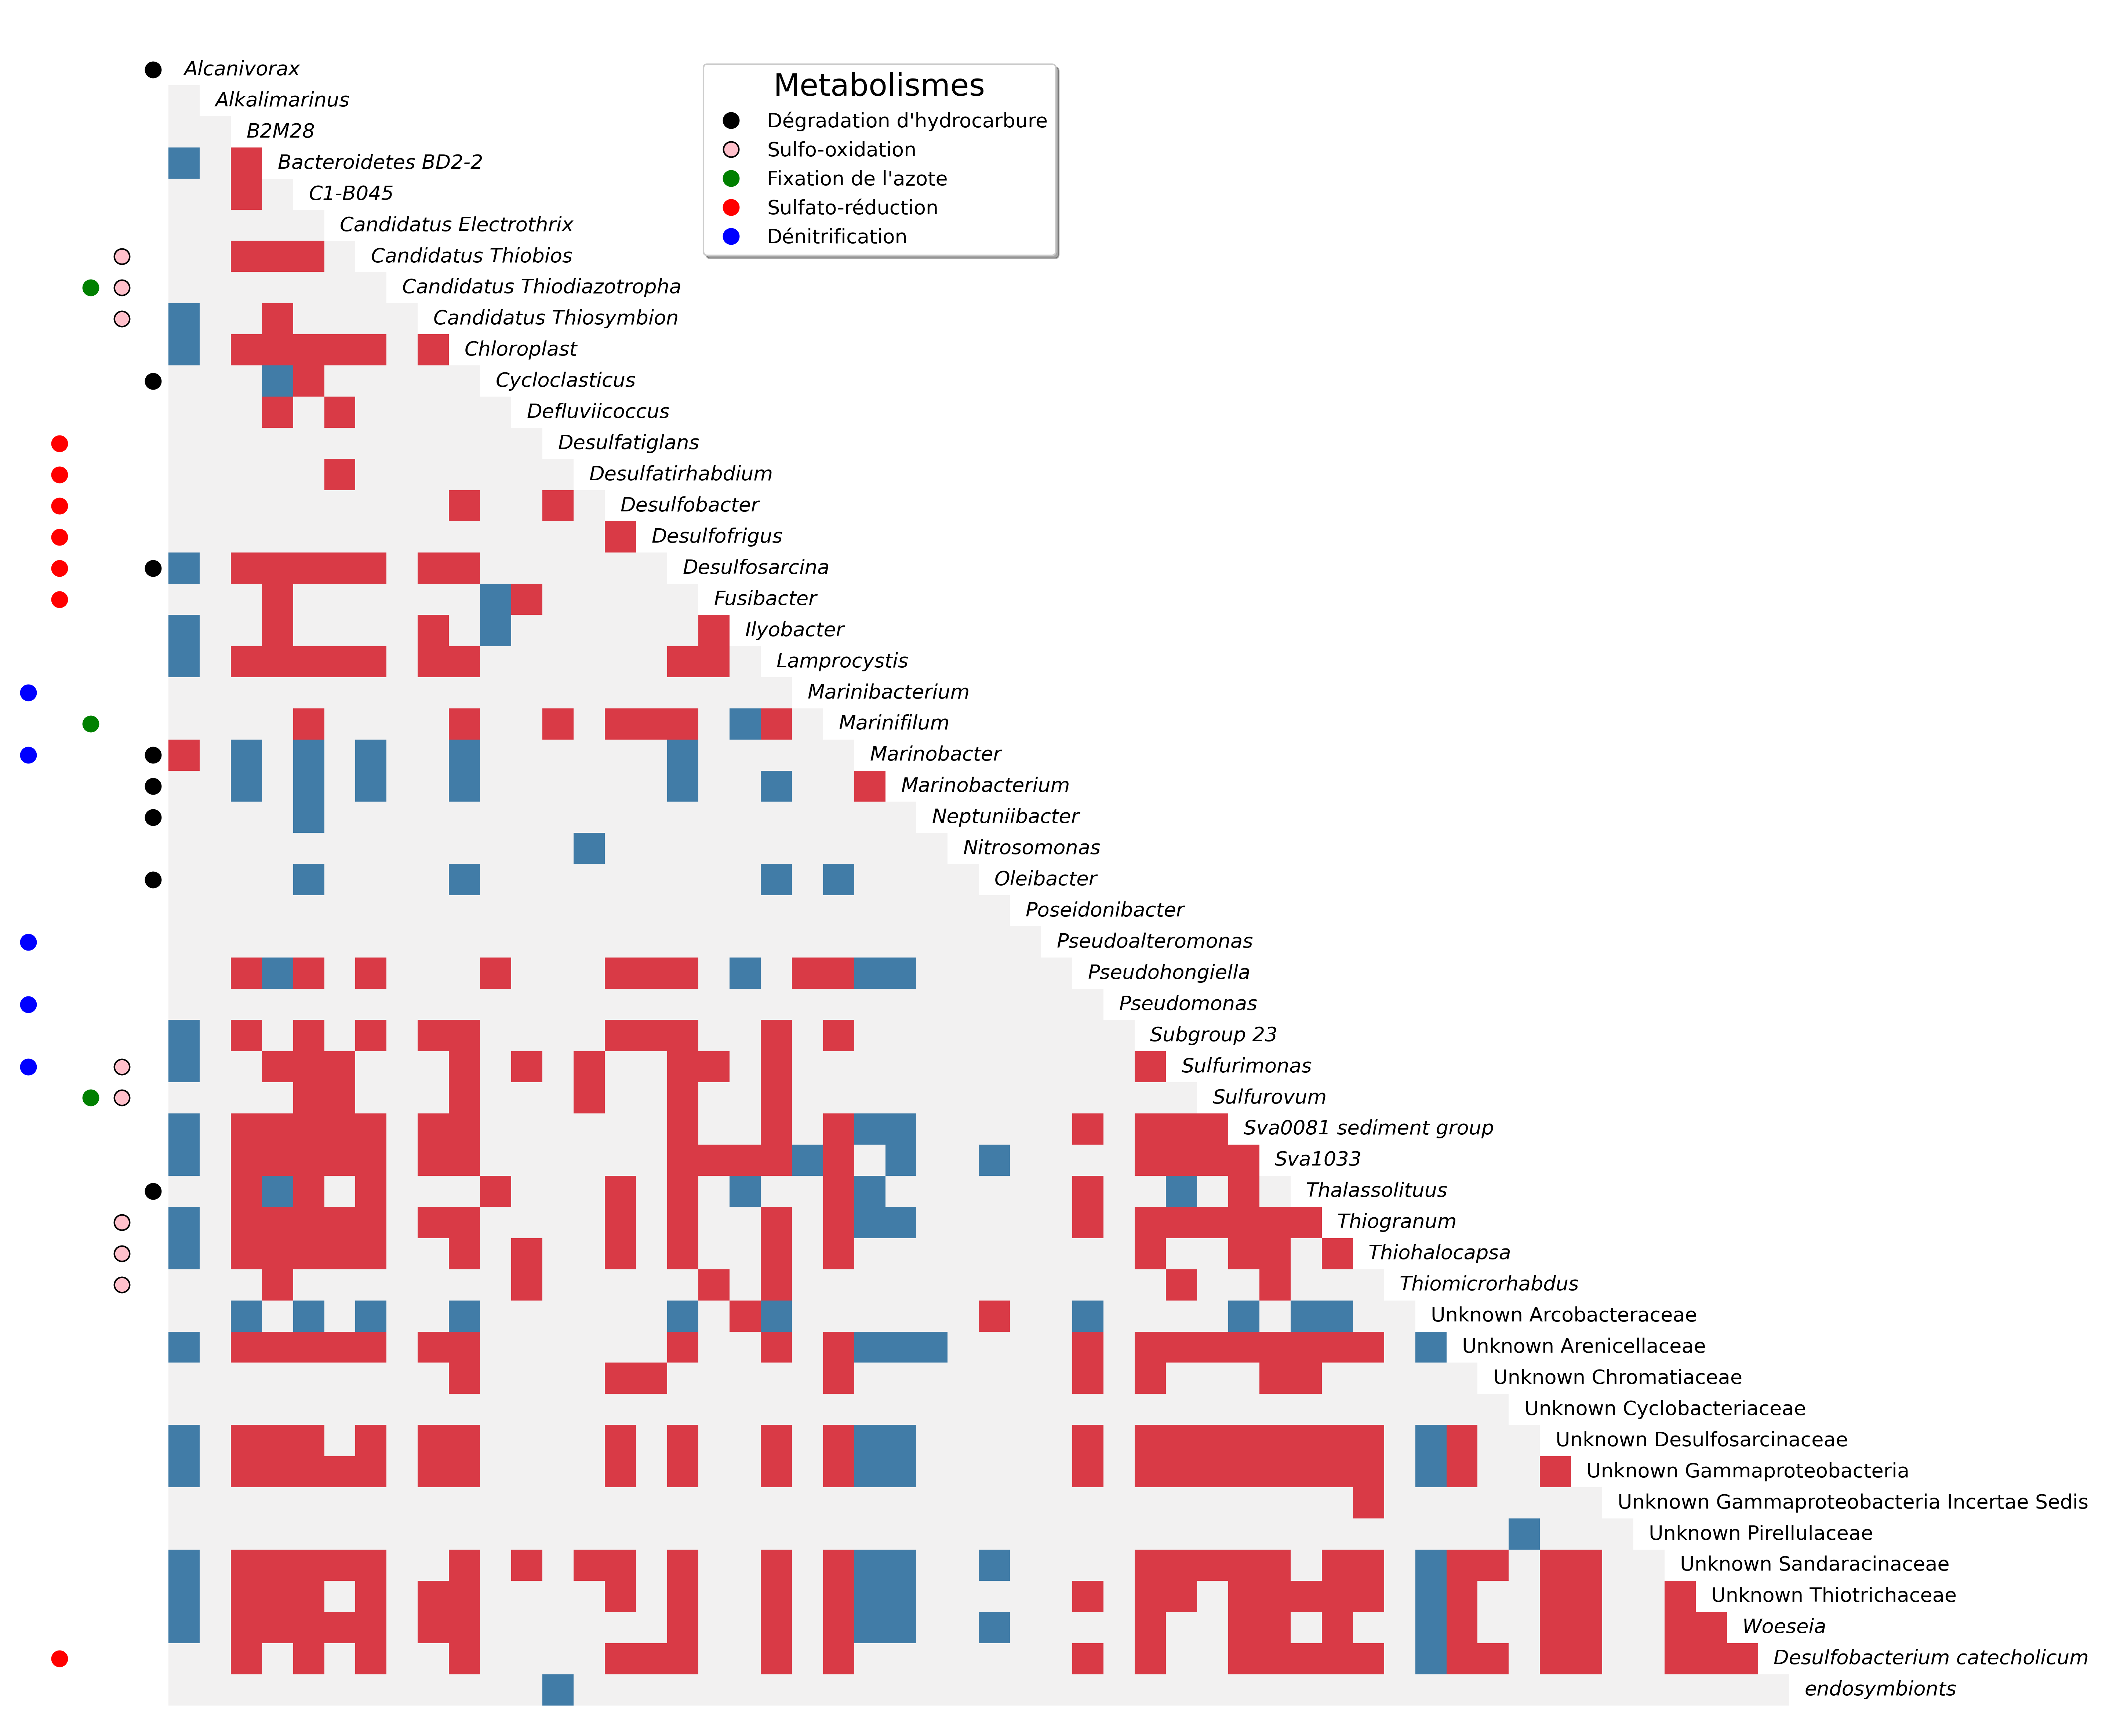 Alcanivorax
Metabolismes
Alkalimarinus
Dégradation d'hydrocarbure
B2M28
Sulfo-oxidation
Bacteroidetes BD2-2
Fixation de l'azote
C1-B045
Sulfato-réduction
Candidatus Electrothrix
Dénitrification
Candidatus Thiobios
Candidatus Thiodiazotropha
Candidatus Thiosymbion
Chloroplast
Cycloclasticus
Defluviicoccus
Desulfatiglans
Desulfatirhabdium
Desulfobacter
Desulfofrigus
Desulfosarcina
Fusibacter
Ilyobacter
Lamprocystis
Marinibacterium
Marinifilum
Marinobacter
Marinobacterium
Neptuniibacter
Nitrosomonas
Oleibacter
Poseidonibacter
Pseudoalteromonas
Pseudohongiella
Pseudomonas
Subgroup 23
Sulfurimonas
Sulfurovum
Sva0081 sediment group
Sva1033
Thalassolituus
Thiogranum
Thiohalocapsa
Thiomicrorhabdus
Unknown Arcobacteraceae
Unknown Arenicellaceae
Unknown Chromatiaceae
Unknown Cyclobacteriaceae
Unknown Desulfosarcinaceae
Unknown Gammaproteobacteria
Unknown Gammaproteobacteria Incertae Sedis
Unknown Pirellulaceae
Unknown Sandaracinaceae
Unknown Thiotrichaceae
Woeseia
Desulfobacterium catecholicum
endosymbionts